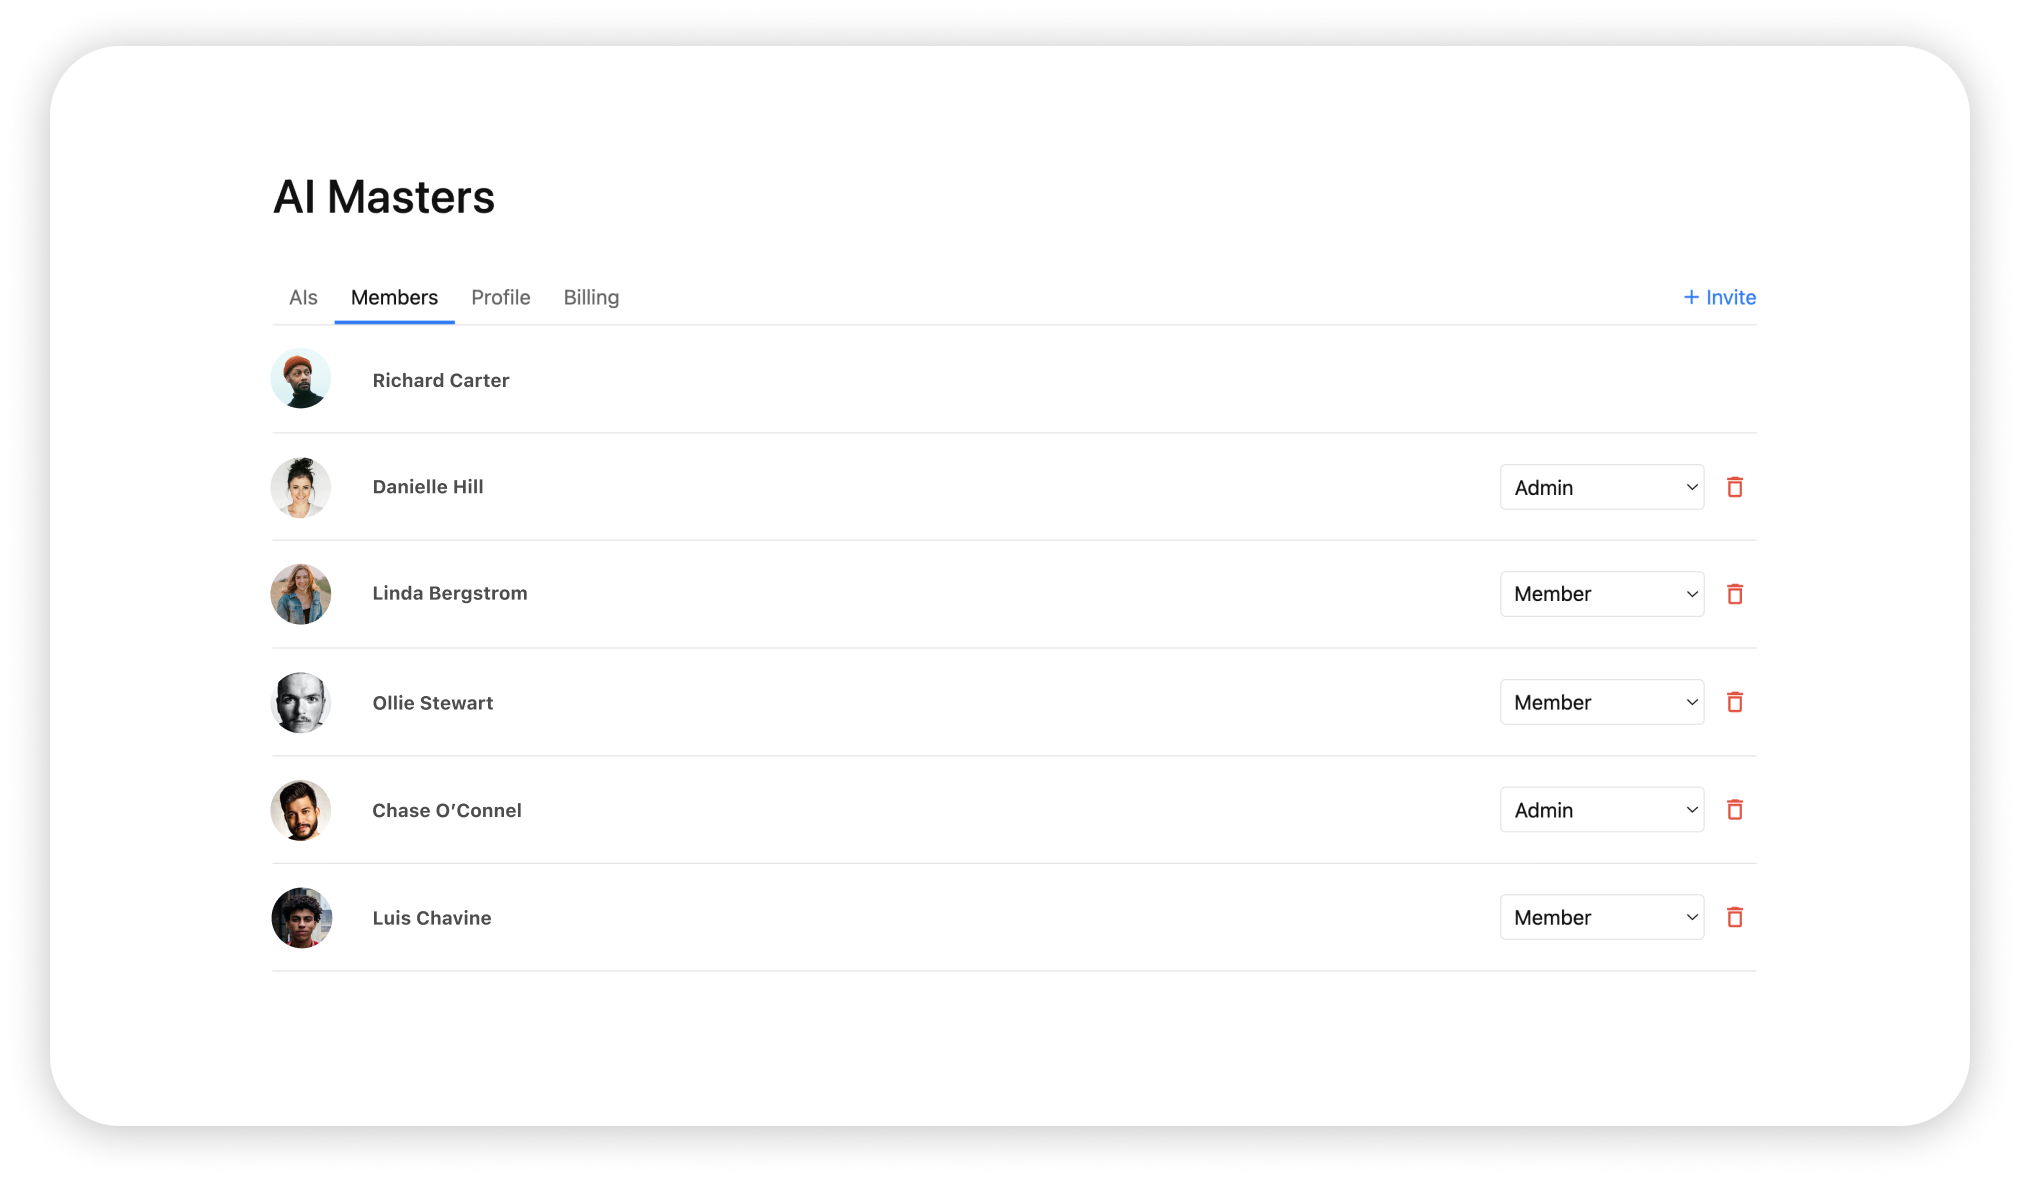 AI Masters
AIs Members Profile Billing + Invite
Richard Carter
Danielle Hill Admin
Linda Bergstrom Member
Ollie Stewart Member
Chase O’Connel Admin
Luis Chavine Member